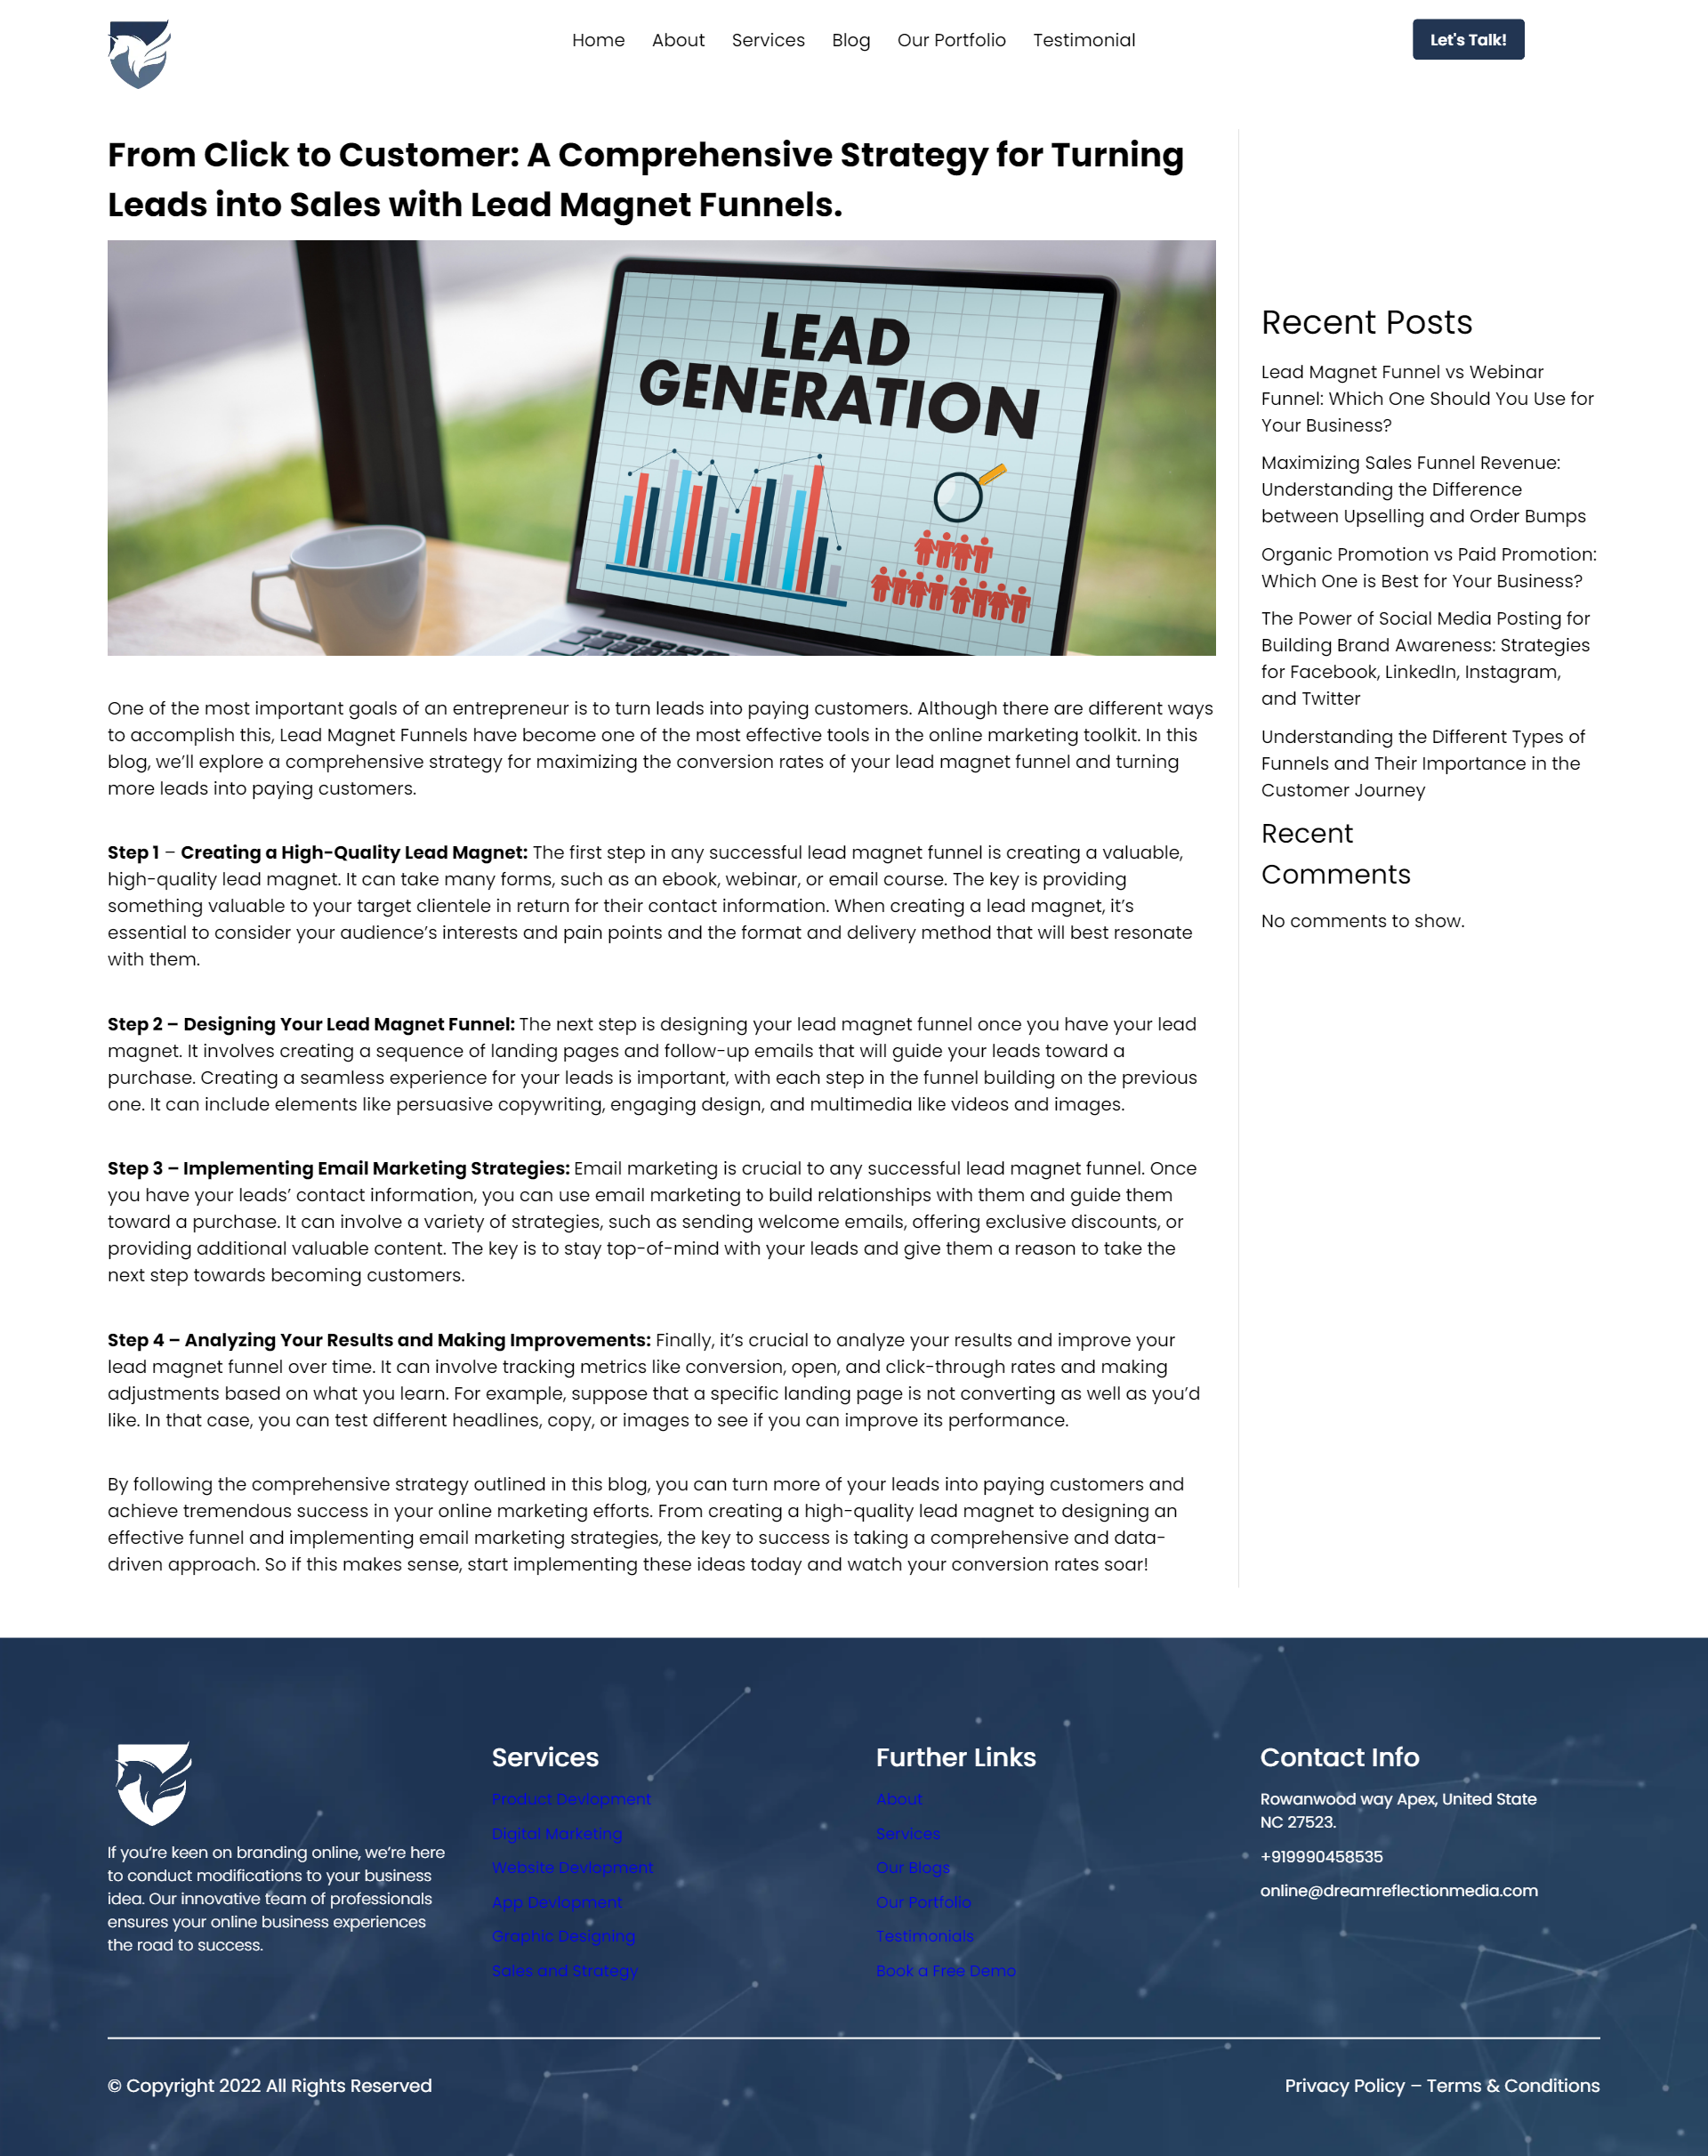 Home About Services Blog Our Portfolio Testimonial
Let's Talk!
From Click to Customer: A Comprehensive Strategy for Turning
Leads into Sales with Lead Magnet Funnels.
LEAD
GENERATION
One of the most important goals of an entrepreneur is to turn leads into paying customers. Although there are different ways
to accomplish this, Lead Magnet Funnels have become one of the most effective tools in the online marketing toolkit. In this
blog, we’ll explore a comprehensive strategy for maximizing the conversion rates of your lead magnet funnel and turning
more leads into paying customers.
Step 1 – Creating a High-Quality Lead Magnet: The first step in any successful lead magnet funnel is creating a valuable,
high-quality lead magnet. It can take many forms, such as an ebook, webinar, or email course. The key is providing
something valuable to your target clientele in return for their contact information. When creating a lead magnet, it’s
essential to consider your audience’s interests and pain points and the format and delivery method that will best resonate
with them.
Step 2 – Designing Your Lead Magnet Funnel: The next step is designing your lead magnet funnel once you have your lead
magnet. It involves creating a sequence of landing pages and follow-up emails that will guide your leads toward a
purchase. Creating a seamless experience for your leads is important, with each step in the funnel building on the previous
one. It can include elements like persuasive copywriting, engaging design, and multimedia like videos and images.
Step 3 – Implementing Email Marketing Strategies: Email marketing is crucial to any successful lead magnet funnel. Once
you have your leads’ contact information, you can use email marketing to build relationships with them and guide them
toward a purchase. It can involve a variety of strategies, such as sending welcome emails, offering exclusive discounts, or
providing additional valuable content. The key is to stay top-of-mind with your leads and give them a reason to take the
next step towards becoming customers.
Step 4 – Analyzing Your Results and Making Improvements: Finally, it’s crucial to analyze your results and improve your
lead magnet funnel over time. It can involve tracking metrics like conversion, open, and click-through rates and making
adjustments based on what you learn. For example, suppose that a specific landing page is not converting as well as you’d
like. In that case, you can test different headlines, copy, or images to see if you can improve its performance.
By following the comprehensive strategy outlined in this blog, you can turn more of your leads into paying customers and
achieve tremendous success in your online marketing efforts. From creating a high-quality lead magnet to designing an
effective funnel and implementing email marketing strategies, the key to success is taking a comprehensive and data-
driven approach. So if this makes sense, start implementing these ideas today and watch your conversion rates soar!
Recent Posts
Lead Magnet Funnel vs Webinar
Funnel: Which One Should You Use for
Your Business?
Maximizing Sales Funnel Revenue:
Understanding the Difference
between Upselling and Order Bumps
Organic Promotion vs Paid Promotion:
Which One is Best for Your Business?
The Power of Social Media Posting for
Building Brand Awareness: Strategies
for Facebook, LinkedIn, Instagram,
and Twitter
Understanding the Different Types of
Funnels and Their Importance in the
Customer Journey
Recent
Comments
No comments to show.
If you’re keen on branding online, we’re here
to conduct modifications to your business
idea. Our innovative team of professionals
ensures your online business experiences
the road to success.
Services
Product Devlopment
Digital Marketing
Website Devlopment
App Devlopment
Graphic Designing
Sales and Strategy
Further Links
About
Services
Our Blogs
Our Portfolio
Testimonials
Book a Free Demo
Contact Info
Rowanwood way Apex, United State
NC 27523.
+919990458535
online@dreamreflectionmedia.com
© Copyright 2022 All Rights Reserved
Privacy Policy – Terms & Conditions